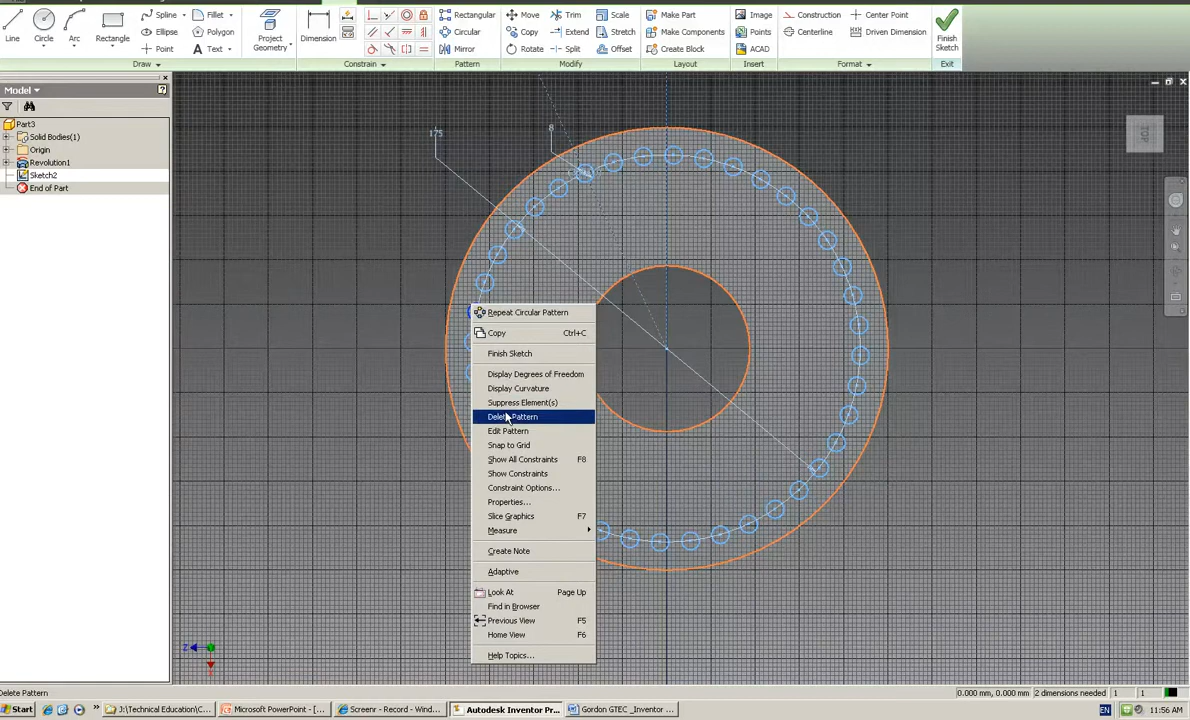 Line
Circle
Arc
Rectangle
Spline
Fillet
Ellipse
Polygon
Point
Text
Project
Geometry
Dimension
Rectangular
Circular
Mirror
Move
Trim
Scale
Copy
Extend
Stretch
Rotate
Split
Offset
Make Part
Make Components
Create Block
Image
Points
ACAD
Construction
Center Point
Centerline
Driven Dimension
Finish
Sketch
Draw
Constrain
Pattern
Modify
Layout
Insert
Format
Exit
Model
Part3
Solid Bodies(1)
Origin
Revolution1
Sketch2
End of Part
175
8
TOP
Repeat Circular Pattern
Copy Ctrl+C
Finish Sketch
Display Degrees of Freedom
Display Curvature
Suppress Element(s)
Delete Pattern
Edit Pattern
Snap to Grid
Show All Constraints F8
Show Constraints
Constraint Options...
Properties...
Slice Graphics F7
Measure
Create Note
Adaptive
Look At Page Up
Find in Browser
Previous View F5
Home View F6
Help Topics...
Z
Delete Pattern
0.000 mm, 0.000 mm 2 dimensions needed 1 1
Start
J:\Technical Education\C...
Microsoft PowerPoint - [...
Screenr - Record - Wind...
Autodesk Inventor Pr...
Gordon GTEC _Inventor ...
EN
11:56 AM